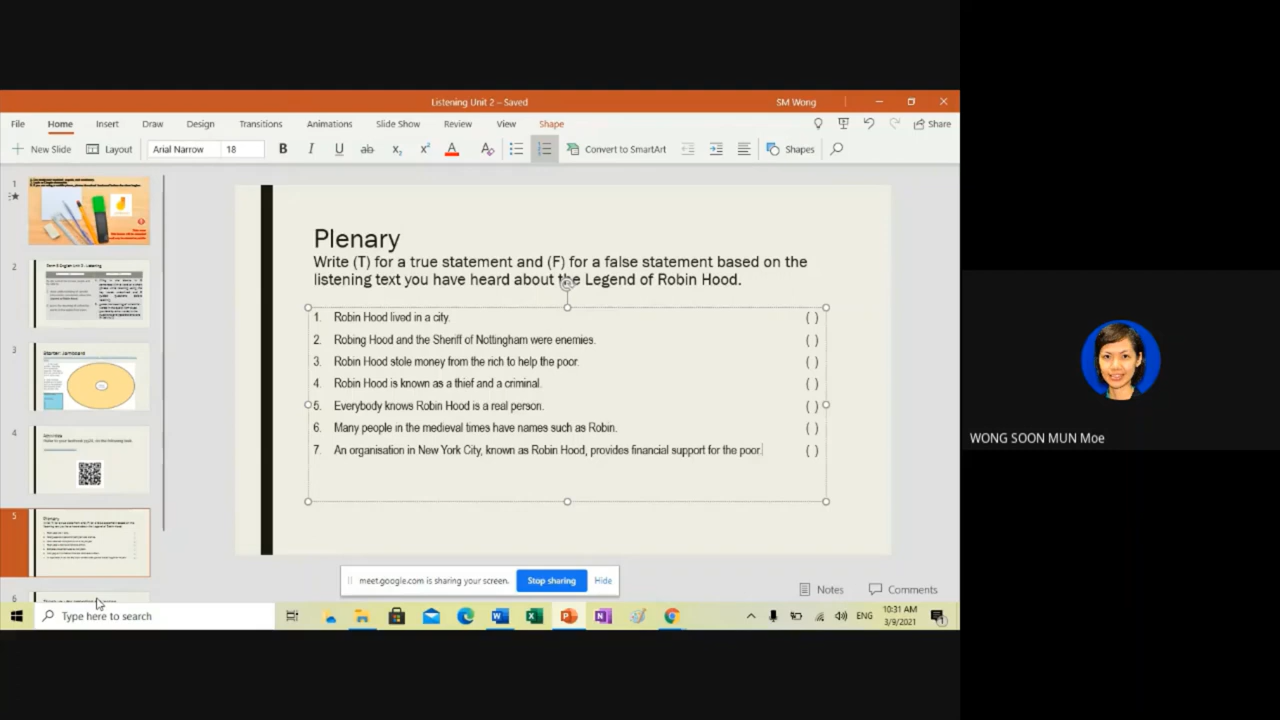 Listening Unit 2 – Saved
SM Wong
File Home Insert Draw Design Transitions Animations Slide Show Review View Shape
Share
New Slide Layout Arial Narrow 18 B I U ab Convert to SmartArt Shapes
1
2
3
4
5
6
Plenary
Write (T) for a true statement and (F) for a false statement based on the
listening text you have heard about the Legend of Robin Hood.
1. Robin Hood lived in a city. ( )
2. Robing Hood and the Sheriff of Nottingham were enemies. ( )
3. Robin Hood stole money from the rich to help the poor. ( )
4. Robin Hood is known as a thief and a criminal. ( )
5. Everybody knows Robin Hood is a real person. ( )
6. Many people in the medieval times have names such as Robin. ( )
7. An organisation in New York City, known as Robin Hood, provides financial support for the poor. ( )
WONG SOON MUN Moe
meet.google.com is sharing your screen. Stop sharing Hide
Notes Comments
Type here to search
ENG
10:31 AM
3/9/2021